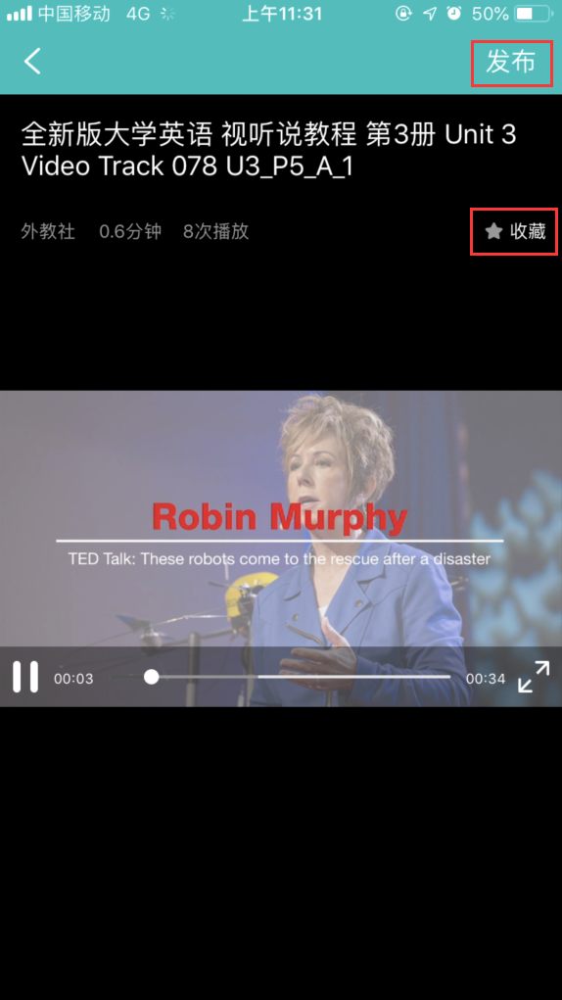 中国移动 4G 上午11:31 50%
发布
全新版大学英语 视听说教程 第3册 Unit 3
Video Track 078 U3_P5_A_1
外教社 0.6分钟 8次播放 收藏
Robin Murphy
TED Talk: These robots come to the rescue after a disaster
00:03 00:34